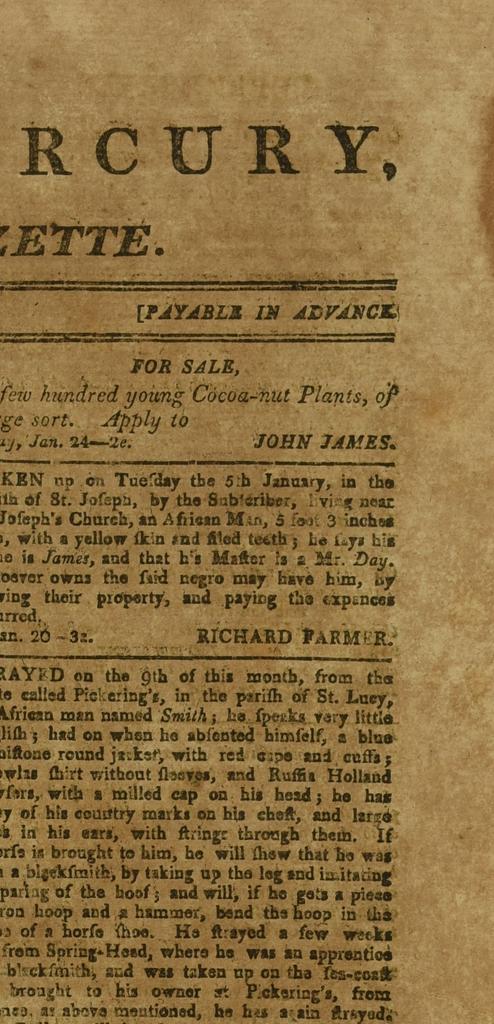 RCURY,
ZETTE.
[PAYABLE IN ADVANCE
FOR SALE,
few hundred young Cocoa-nut Plants, of
ge sort. Apply to
ay, Jan. 24—2e. JOHN JAMES.
KEN up on Tueſday the 5th January, in the
iſh of St. Joſeph, by the Subſcriber, living near
Joſeph's Church, an African Man, 5 foot 3 inches
, with a yellow ſkin and filed teeth; he ſays his
e is James, and that h's Maſter is a Mr. Day.
oever owns the ſaid negro may have him, by
ving their property, and paying the expences
urred.
an. 26—3a. RICHARD FARMER.
RAYED on the 9th of this month, from the
te called Pickering's, in the pariſh of St. Lucy,
African man named Smith; he ſpeaks very little
liſh; had on when he abſented himſelf, a blue
niſtone round jacket, with red cape and cuffs;
wlas ſhirt without ſleeves, and Ruſſia Holland
wſers, with a milled cap on his head; he has
y of his country marks on his cheſt, and large
s in his ears, with ſtrings through them. If
orſe is brought to him, he will ſhew that he was
a blackſmith, by taking up the leg and imitating
paring of the hoof; and will, if he gets a piece
ron hoop and a hammer, bend the hoop in the
of a horſe ſhoe. He ſtrayed a few weeks
from Spring-Head, where he was an apprentice
blackſmith, and was taken up on the ſea-coaſt
brought to his owner at Pickering's, from
nce, as above mentioned, he has again ſtrayed.